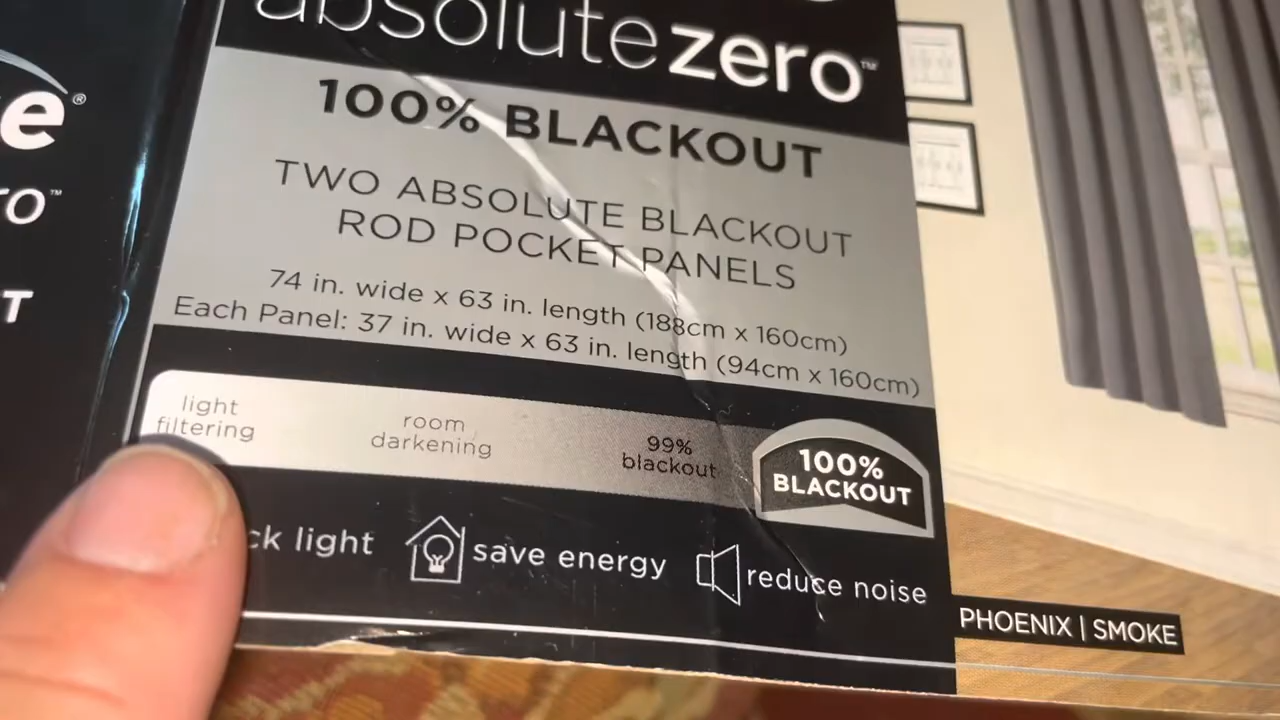 absolutezero™
100% BLACKOUT
TWO ABSOLUTE BLACKOUT
ROD POCKET PANELS
74 in. wide x 63 in. length (188cm x 160cm)
Each Panel: 37 in. wide x 63 in. length (94cm x 160cm)
light
filtering
room
darkening
99%
blackout
100%
BLACKOUT
ck light
save energy
reduce noise
PHOENIX | SMOKE
e®
ro™
T